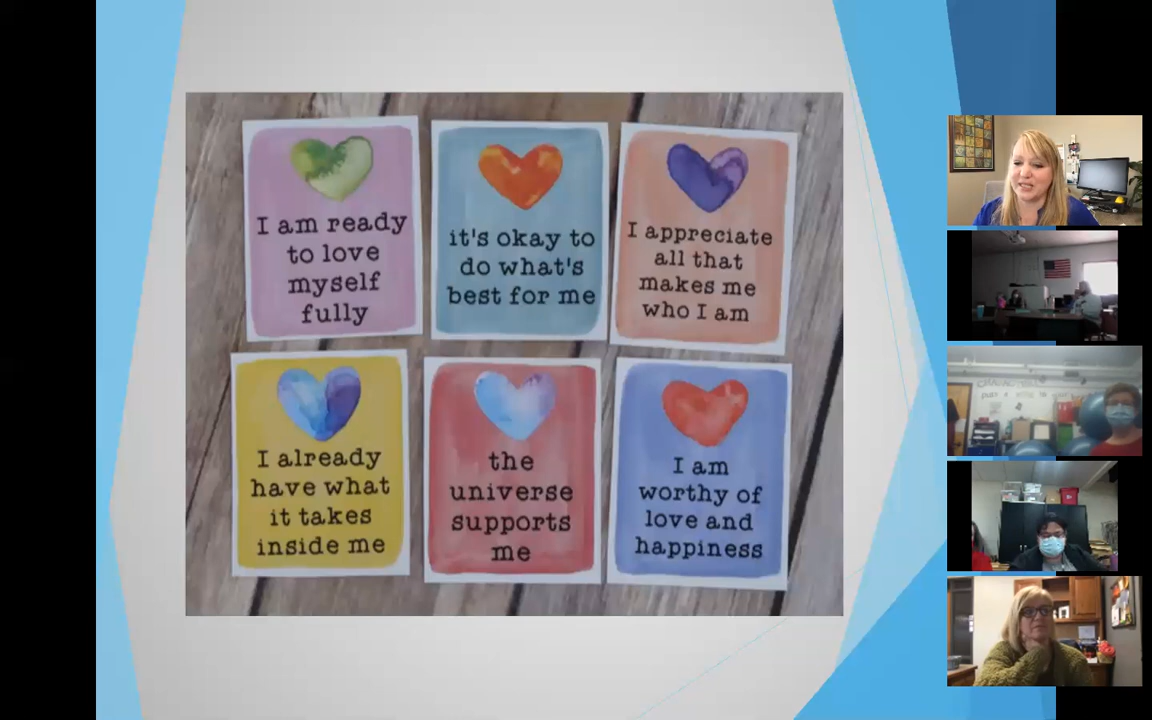 I am ready
to love
myself
fully
it's okay to
do what's
best for me
I appreciate
all that
makes me
who I am
I already
have what
it takes
inside me
the
universe
supports
me
I am
worthy of
love and
happiness